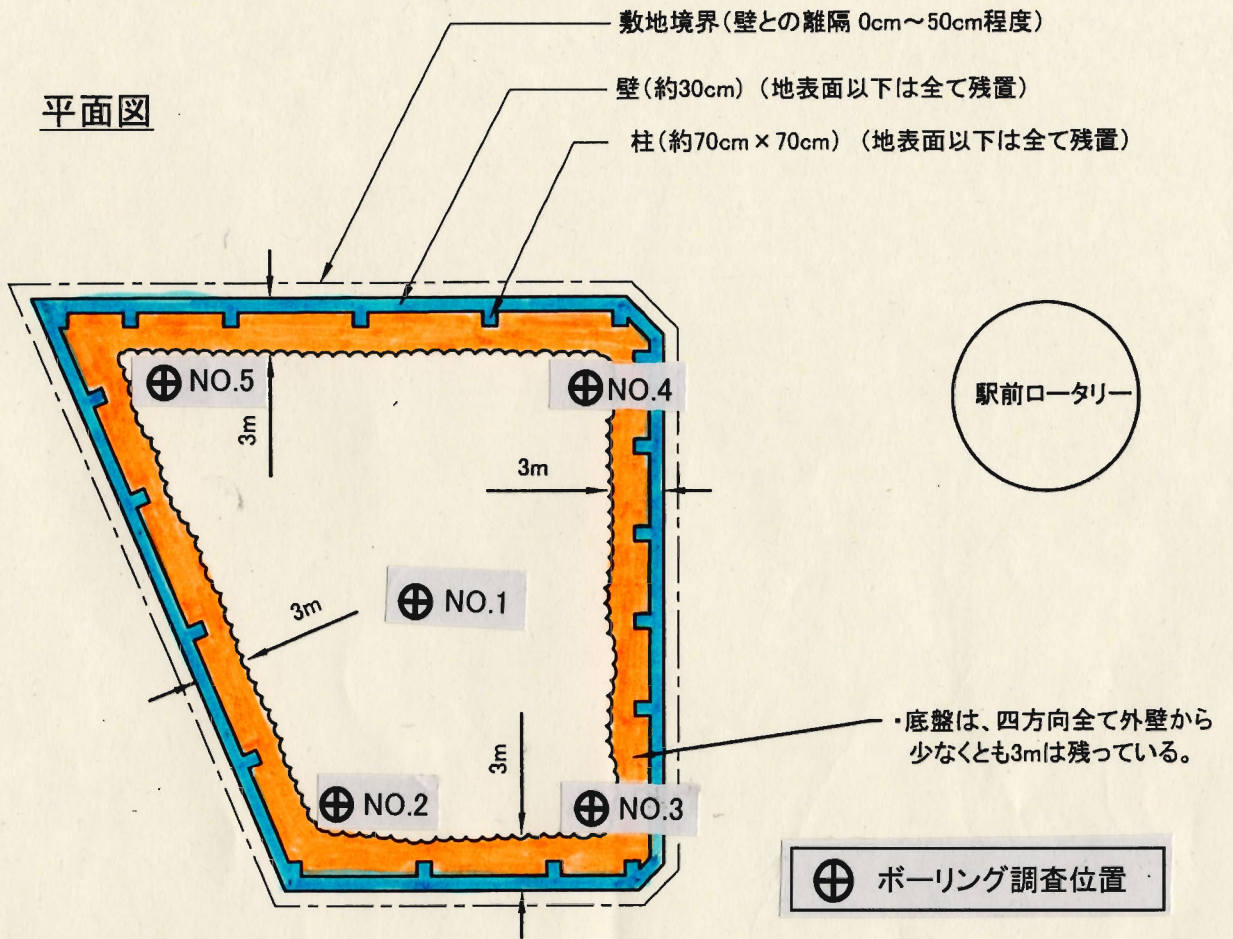 敷地境界(壁との離隔 0cm～50cm程度)
平面図
壁(約30cm) (地表面以下は全て残置)
柱(約70cm×70cm) (地表面以下は全て残置)
NO.5
NO.4
駅前ロータリー
3m
3m
NO.1
3m
・底盤は、四方向全て外壁から
少なくとも3mは残っている。
3m
NO.2
NO.3
ボーリング調査位置